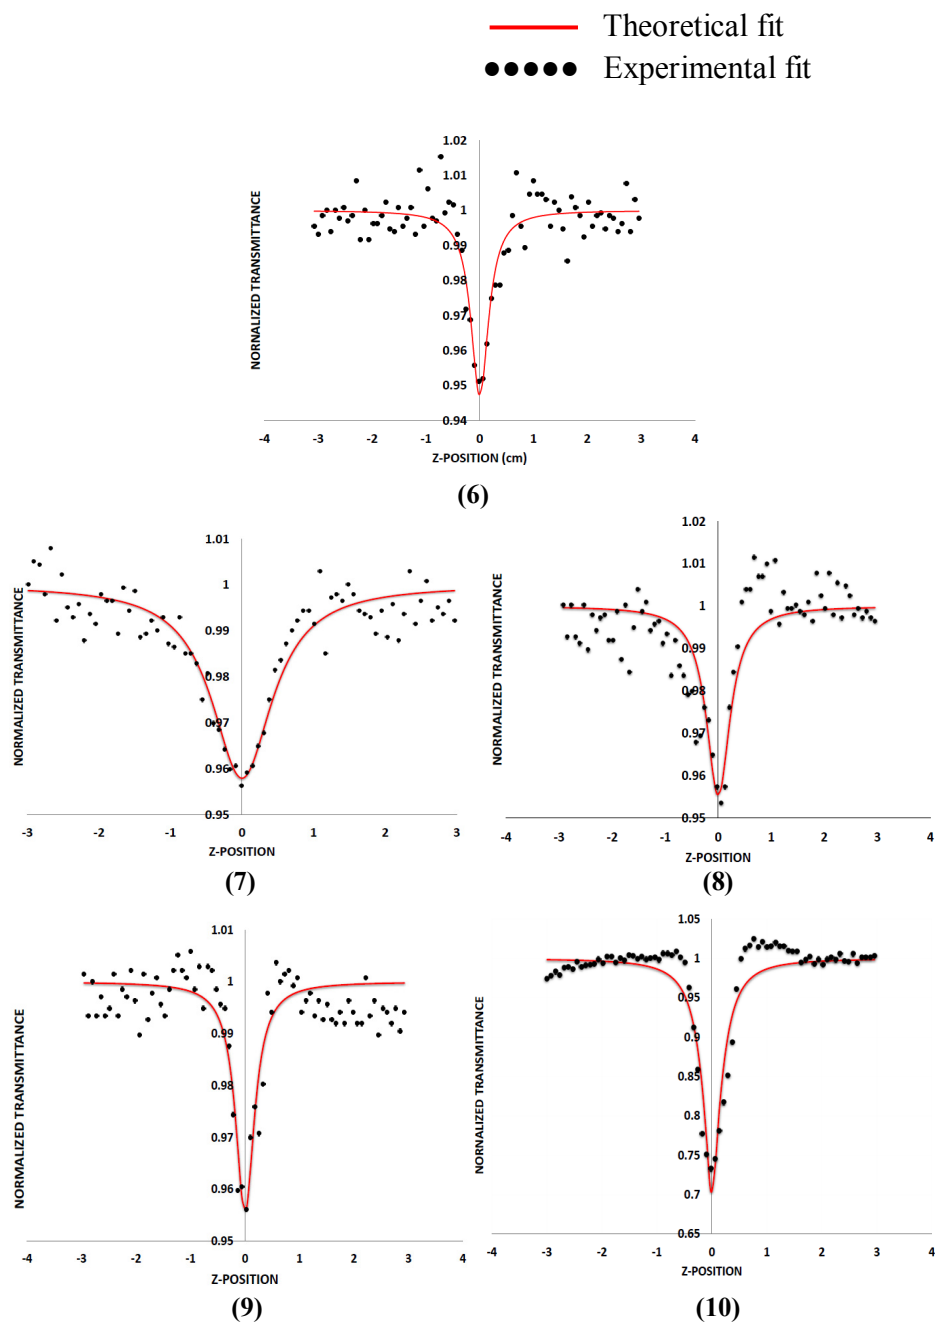 Theoretical fit
Experimental fit
1.02
1.01
1
0.99
0.98
0.97
0.96
0.95
0.94
NORNALIZED TRANSMITTANCE
-4 -3 -2 -1 0 1 2 3 4
Z-POSITION (cm)
(6)
1.01
1
0.99
0.98
0.97
0.96
0.95
NORMALIZED TRANSMITTANCE
-3 -2 -1 0 1 2 3
Z-POSITION
(7)
1.02
1.01
1
0.99
0.98
0.97
0.96
0.95
NORMALIZED TRANSMITTANCE
-4 -3 -2 -1 0 1 2 3 4
Z-POSITION
(8)
1.01
1
0.99
0.98
0.97
0.96
0.95
NORMALIZED TRANSMITTANCE
-4 -3 -2 -1 0 1 2 3 4
Z-POSITION
(9)
1.05
1
0.95
0.9
0.85
0.8
0.75
0.7
0.65
NORMALIZED TRANSMITTANCE
-4 -3 -2 -1 0 1 2 3 4
Z-POSITION
(10)